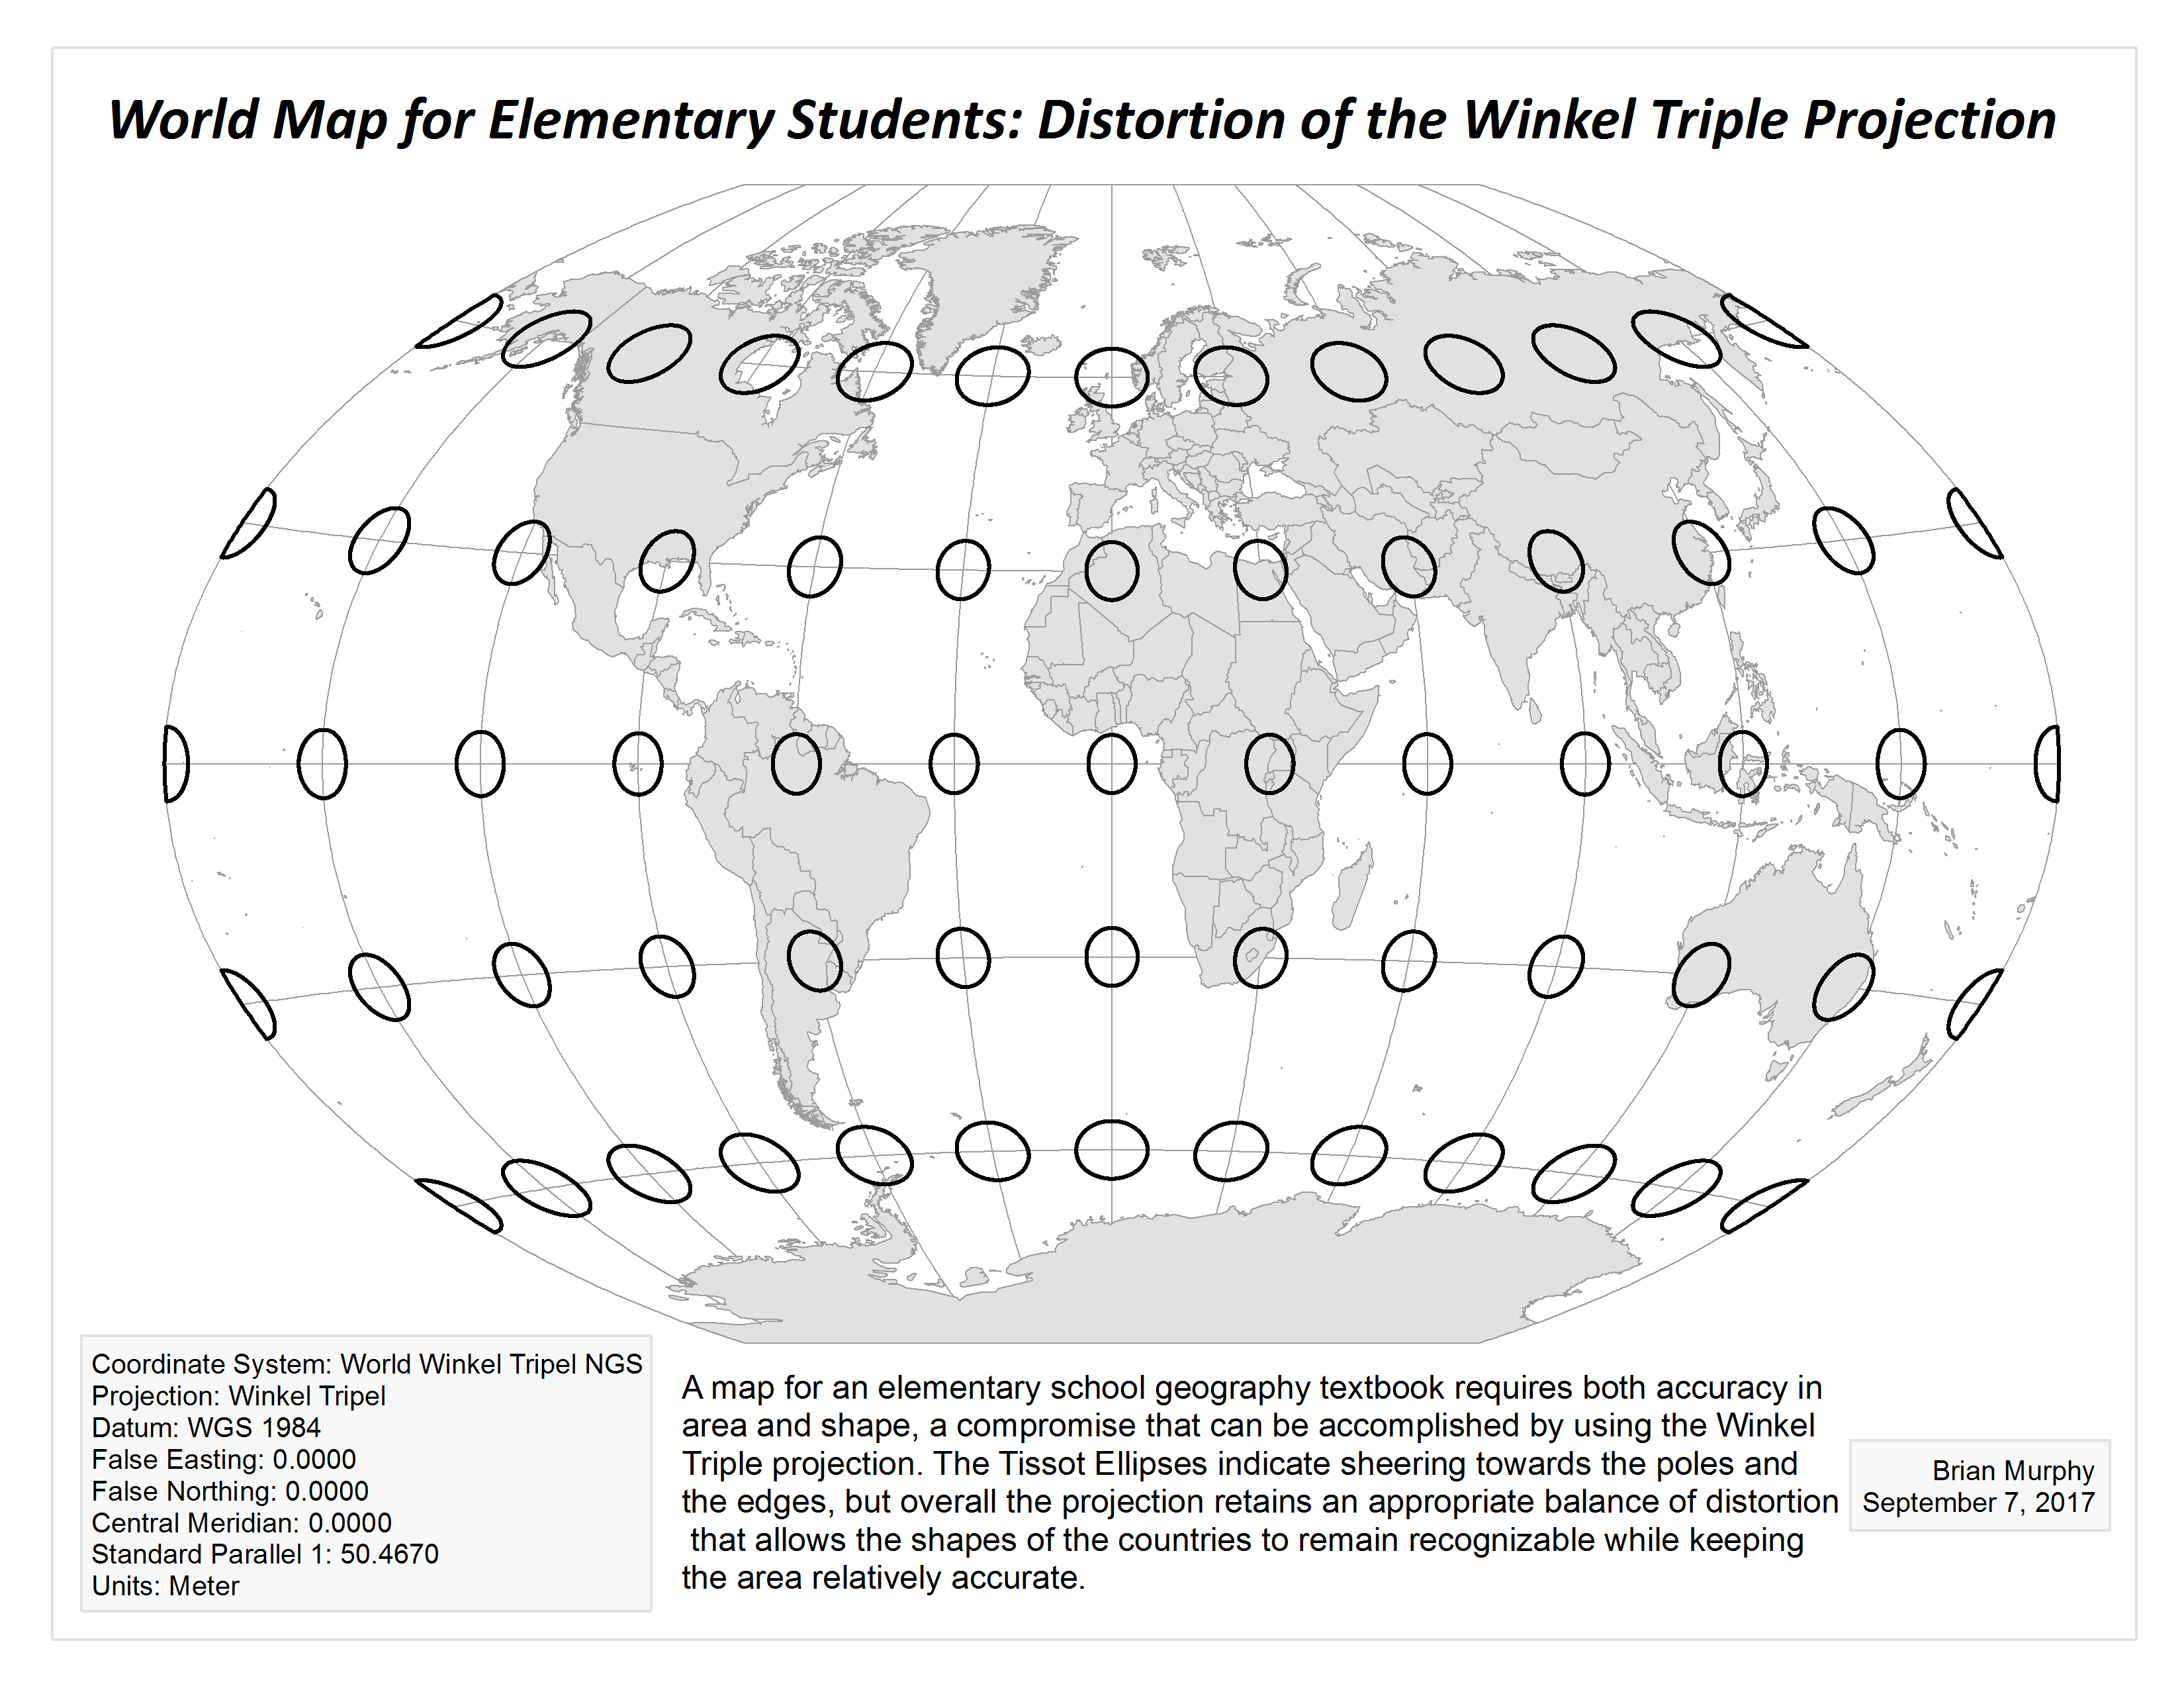 World Map for Elementary Students: Distortion of the Winkel Triple Projection
Coordinate System: World Winkel Tripel NGS
Projection: Winkel Tripel
Datum: WGS 1984
False Easting: 0.0000
False Northing: 0.0000
Central Meridian: 0.0000
Standard Parallel 1: 50.4670
Units: Meter
A map for an elementary school geography textbook requires both accuracy in
area and shape, a compromise that can be accomplished by using the Winkel
Triple projection. The Tissot Ellipses indicate sheering towards the poles and
the edges, but overall the projection retains an appropriate balance of distortion
that allows the shapes of the countries to remain recognizable while keeping
the area relatively accurate.
Brian Murphy
September 7, 2017